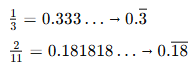 1/3 = 0.333 . . . → 0.3̅
2/11 = 0.181818 . . . → 0.1̅8̅